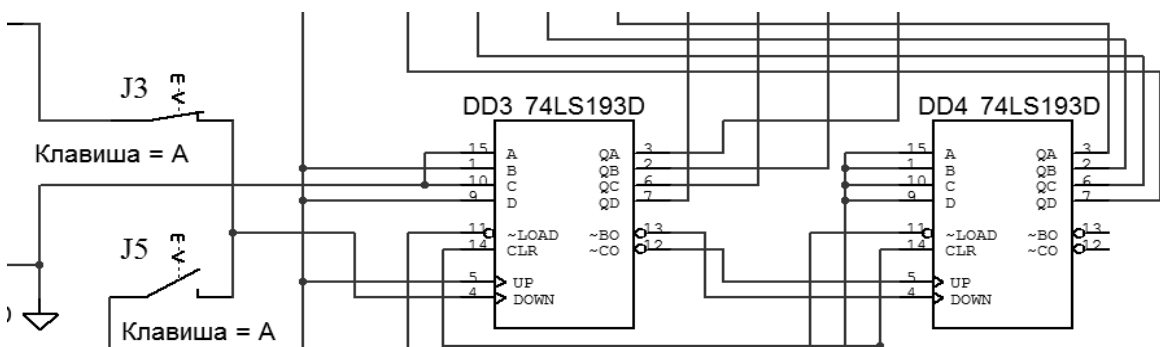 DD3 74LS193D
DD4 74LS193D
J3
Клавиша = A
J5
Клавиша = A
15 A QA 3
1 B QB 2
10 C QC 6
9 D QD 7
11 ~LOAD ~BO 13
14 CLR ~CO 12
5 UP
4 DOWN
15 A QA 3
1 B QB 2
10 C QC 6
9 D QD 7
11 ~LOAD ~BO 13
14 CLR ~CO 12
5 UP
4 DOWN